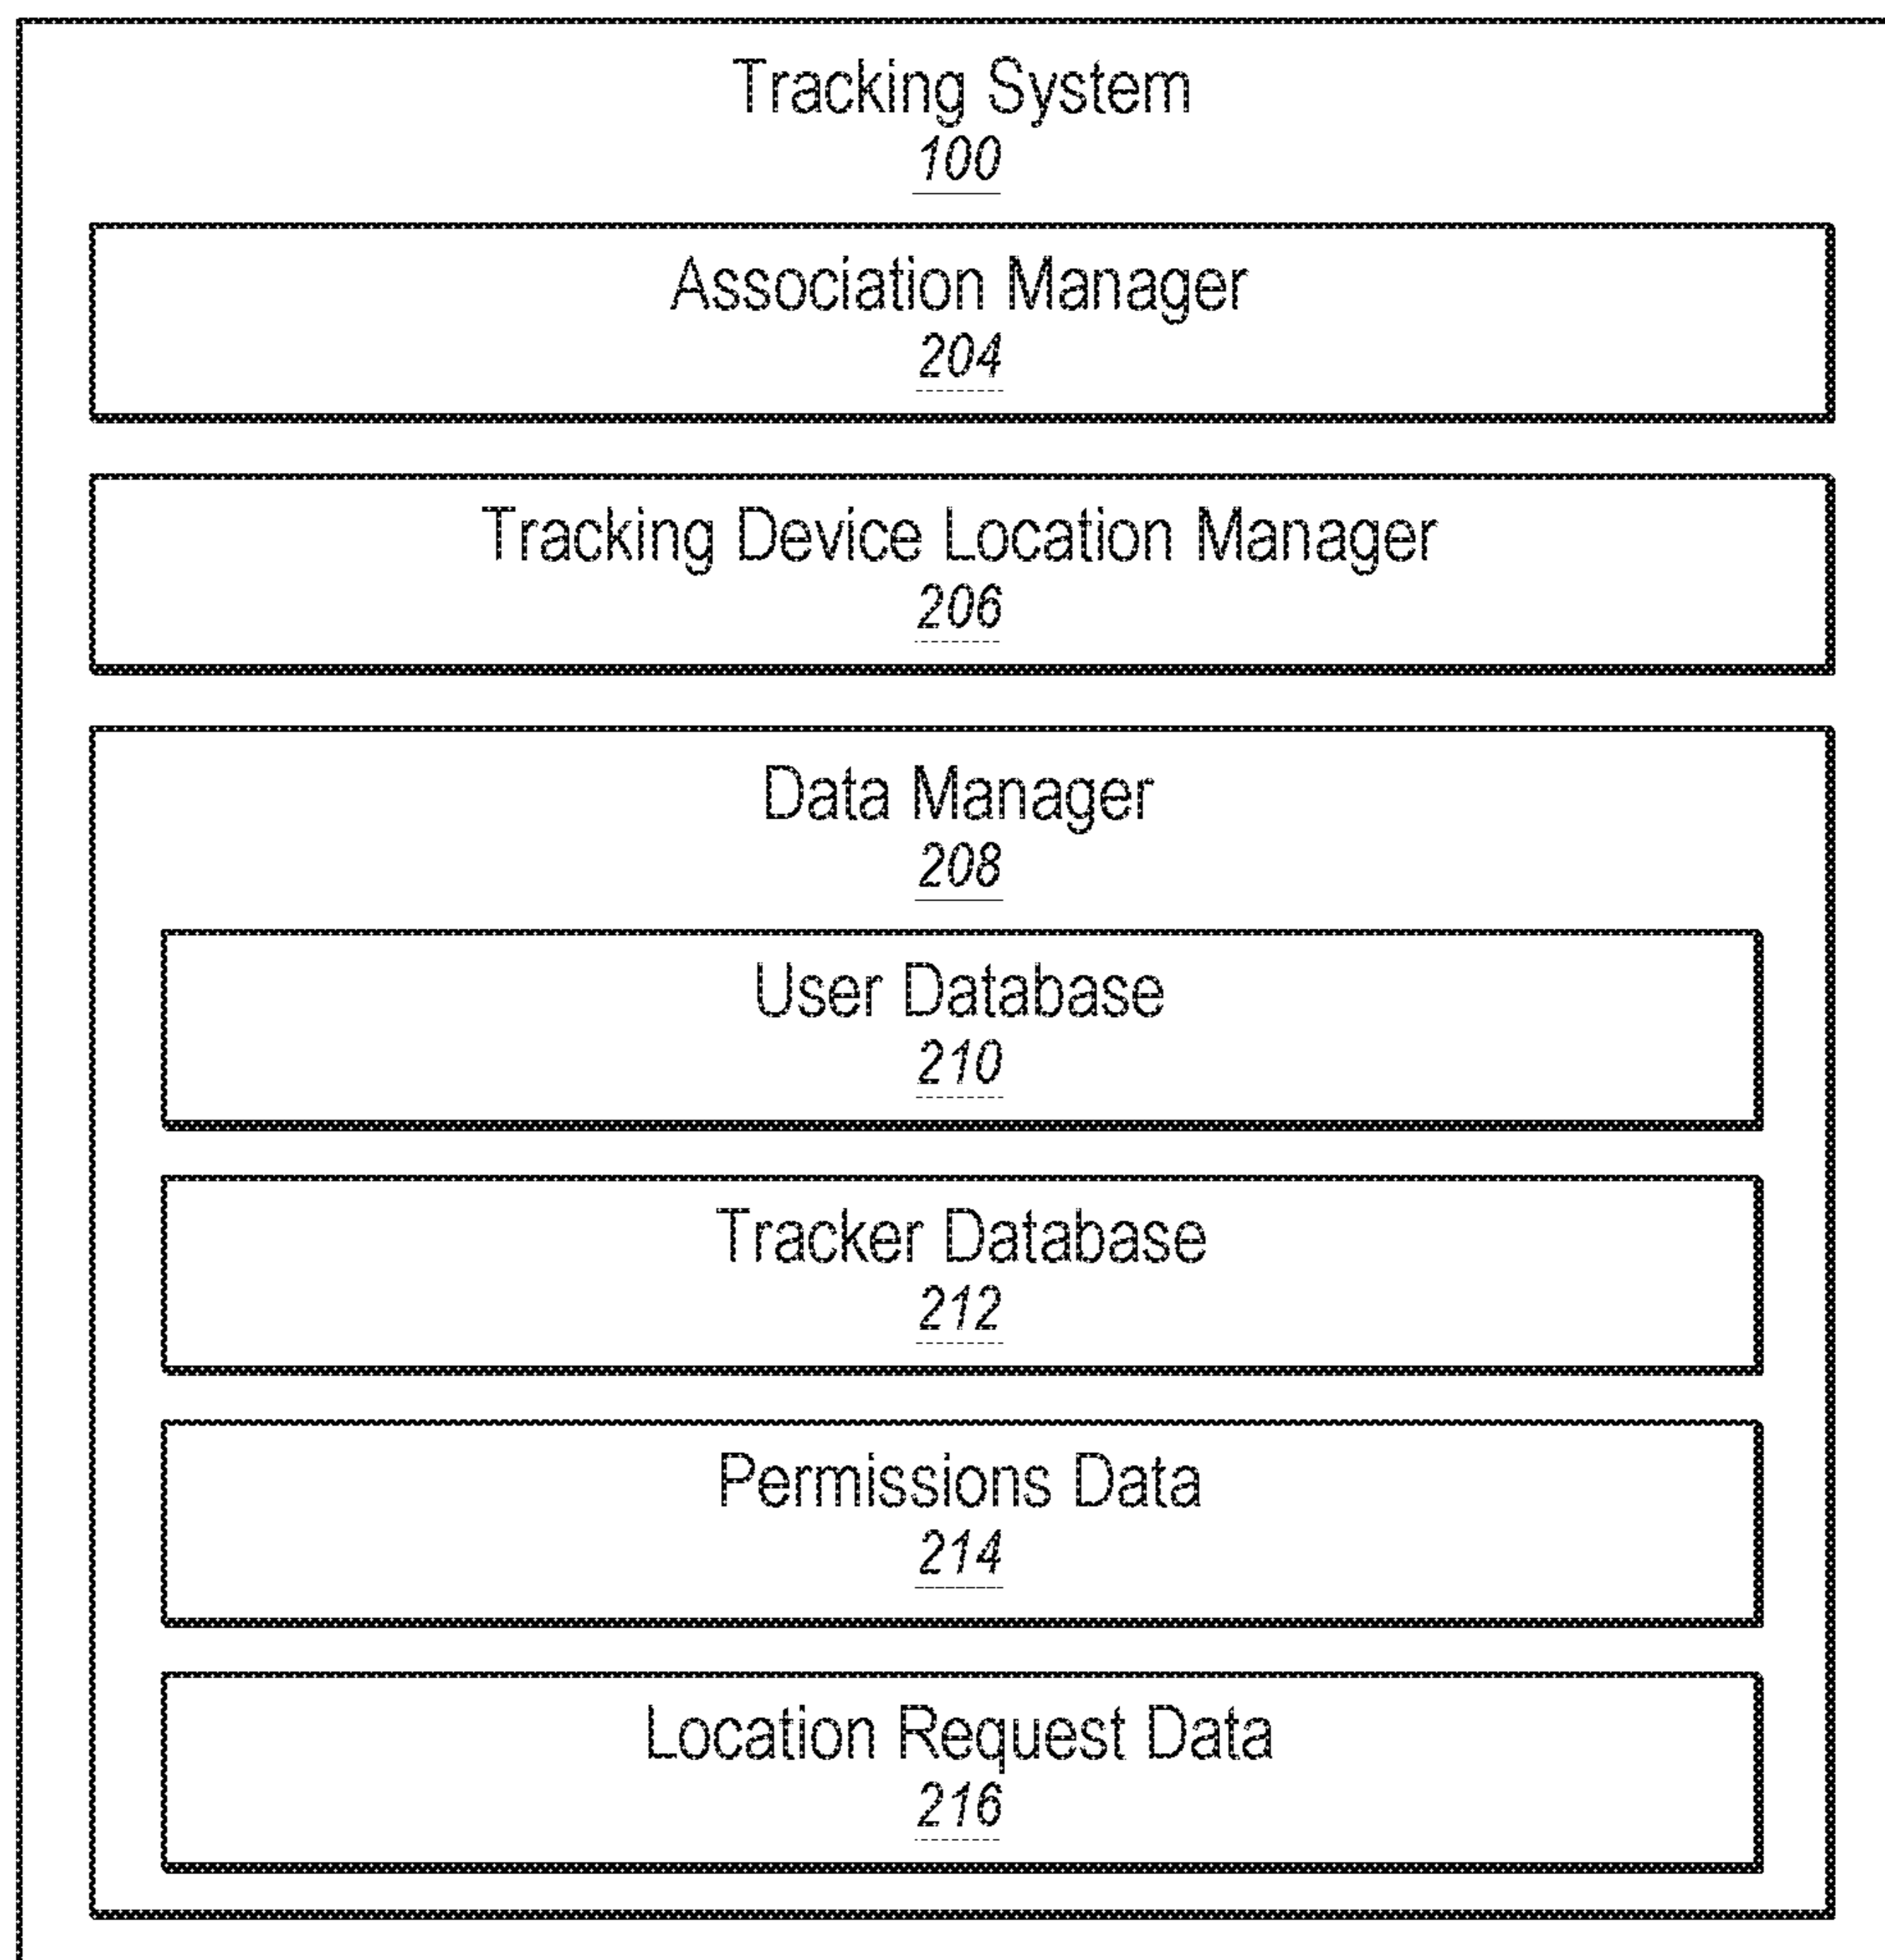 Tracking System
100
Association Manager
204
Tracking Device Location Manager
206
Data Manager
208
User Database
210
Tracker Database
212
Permissions Data
214
Location Request Data
216